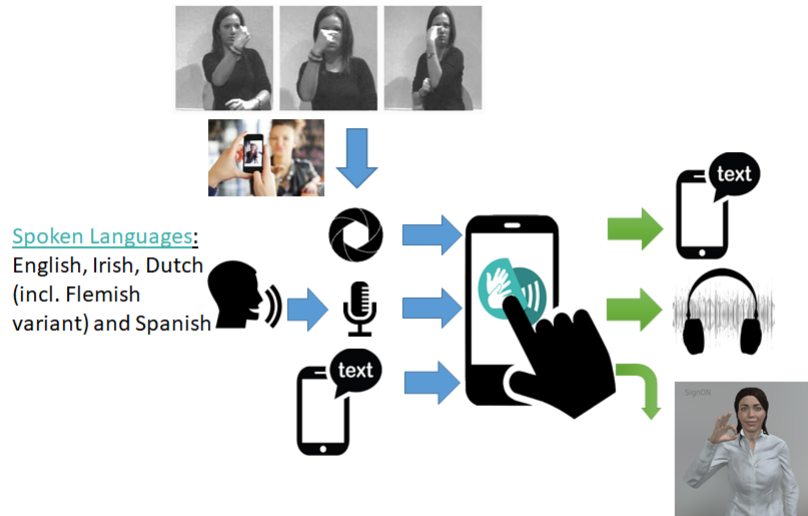 text
Spoken Languages:
English, Irish, Dutch
(incl. Flemish
variant) and Spanish
text
SignON